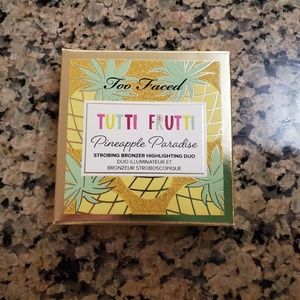 Too Faced
TUTTI FRUTTI
Pineapple Paradise
STROBING BRONZER HIGHLIGHTING DUO
DUO ILLUMINATEUR ET
BRONZEUR STROBOSCOPIQUE